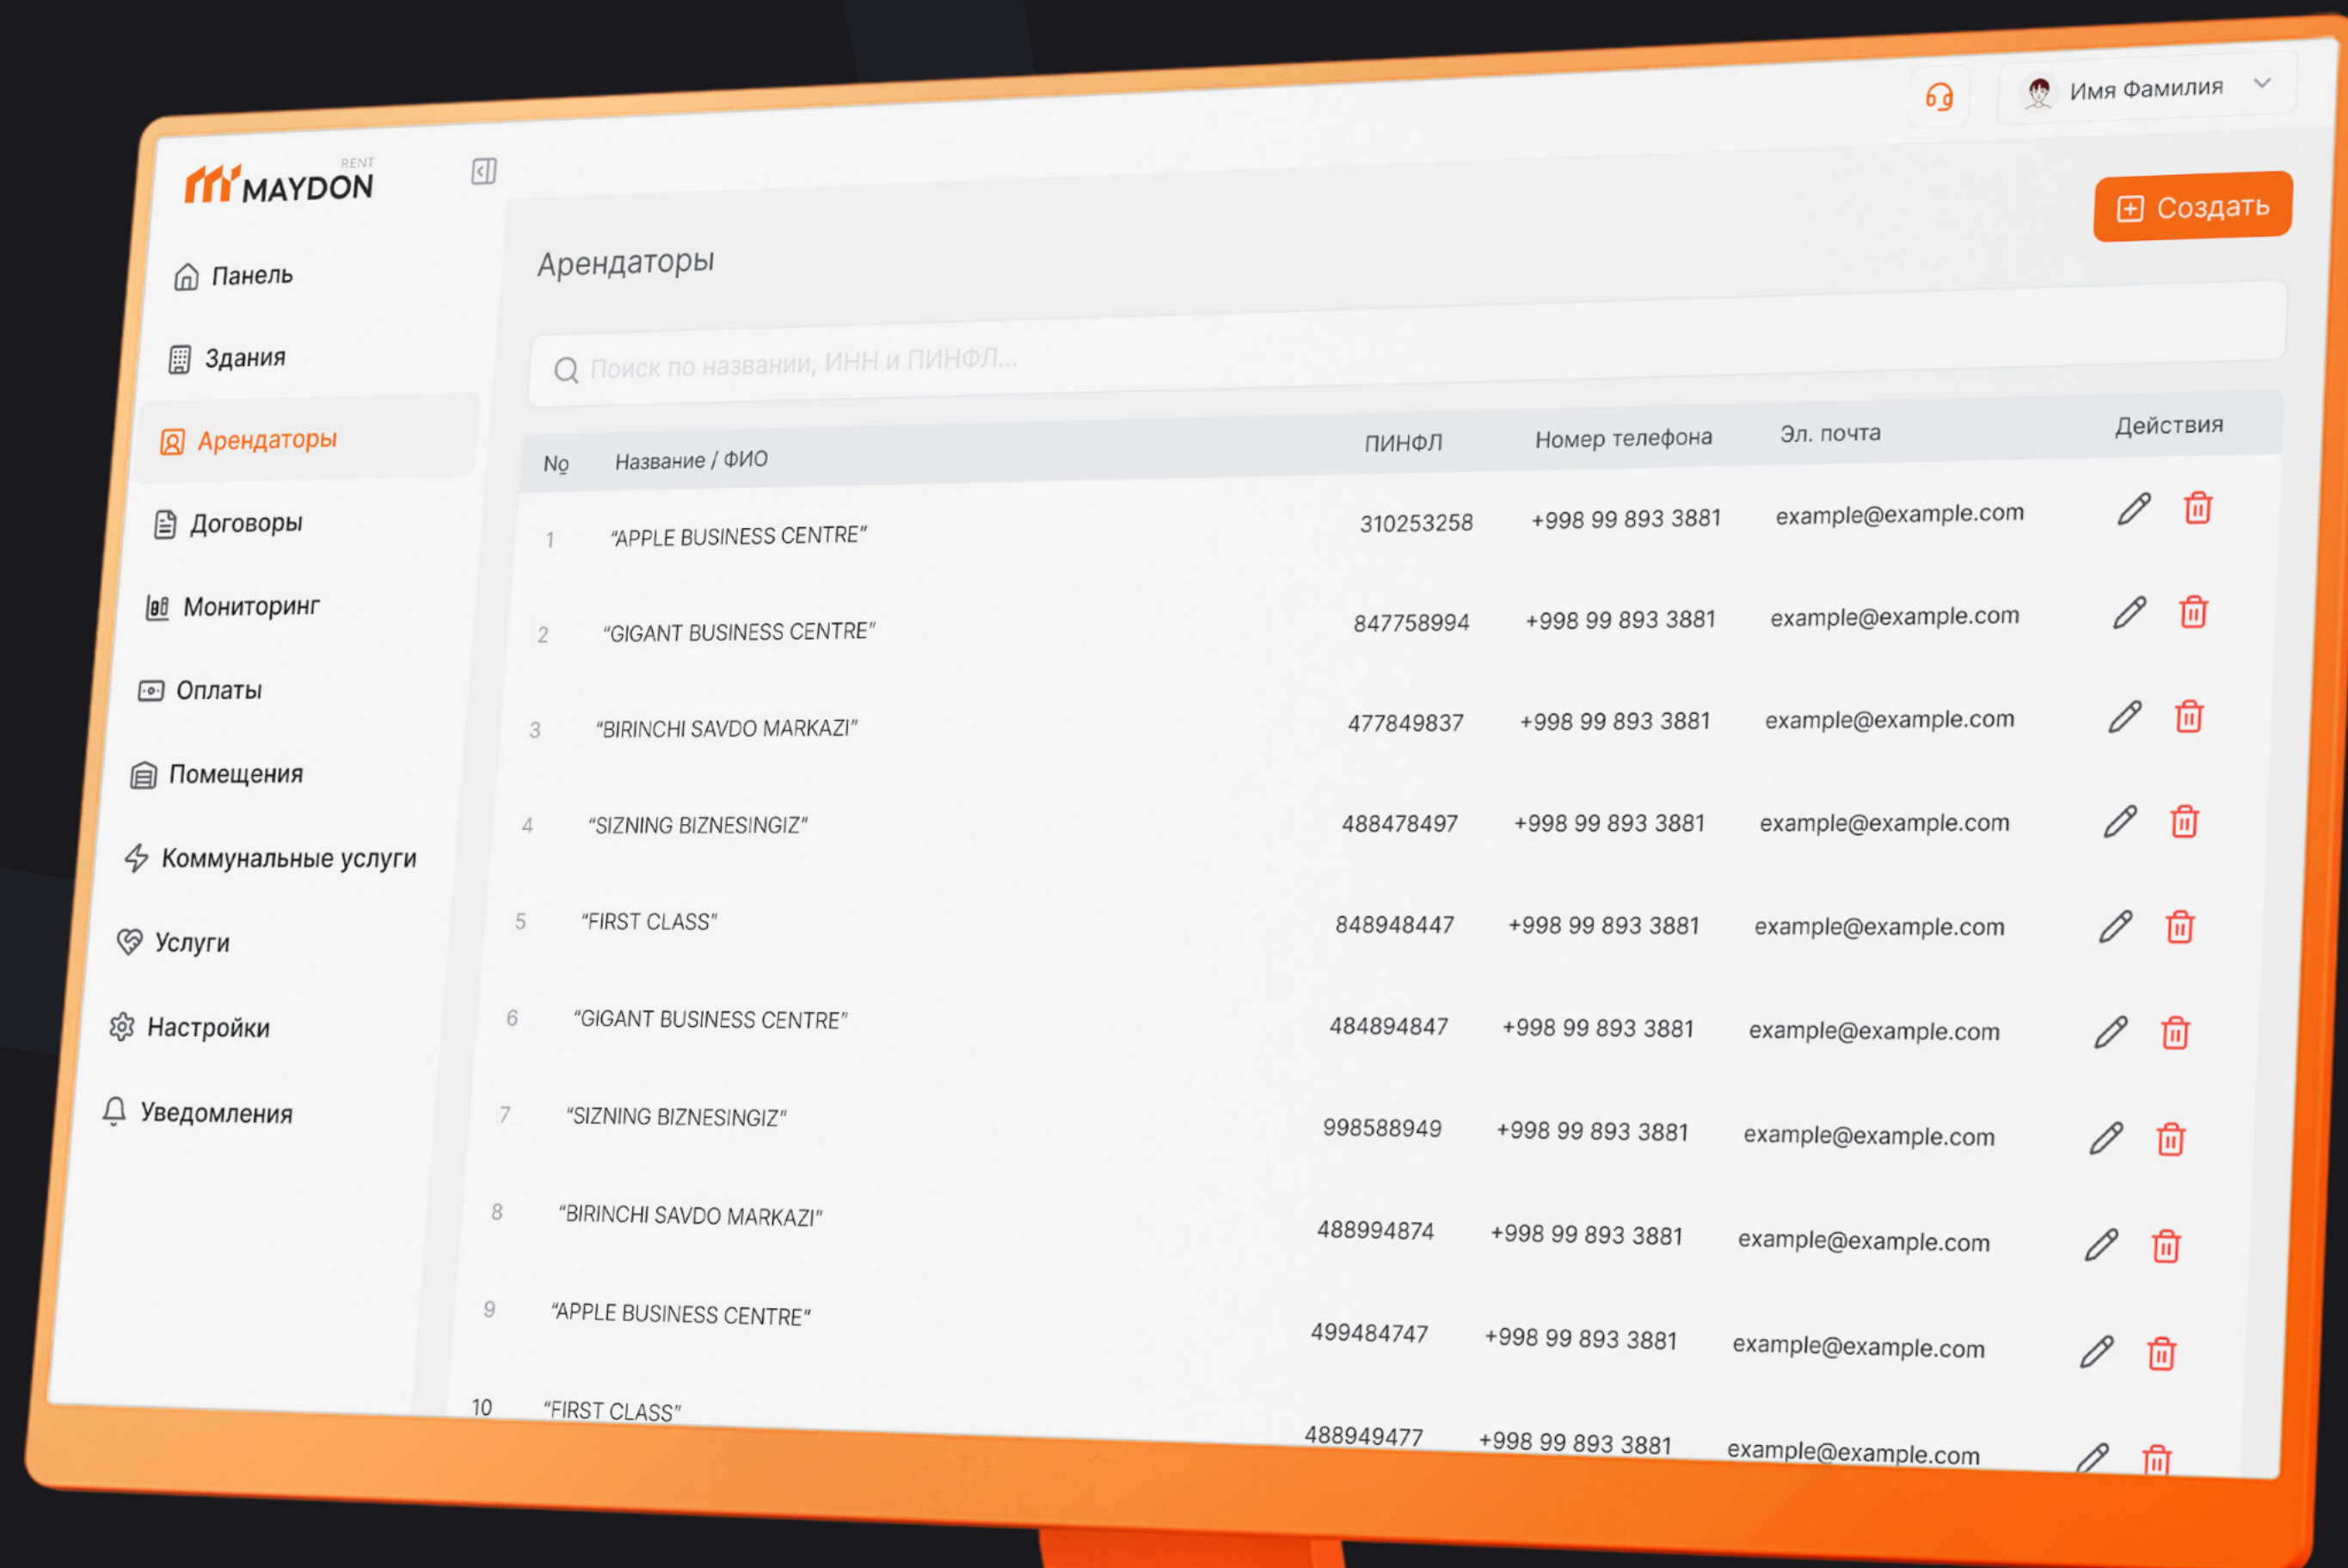 RENT
MAYDON
Имя Фамилия
Панель
Здания
Арендаторы
Договоры
Мониторинг
Оплаты
Помещения
Коммунальные услуги
Услуги
Настройки
Уведомления
Арендаторы
Создать
Поиск по названии, ИНН и ПИНФЛ...
№ Название / ФИО ПИНФЛ Номер телефона Эл. почта Действия
1 “APPLE BUSINESS CENTRE” 310253258 +998 99 893 3881 example@example.com
2 “GIGANT BUSINESS CENTRE” 847758994 +998 99 893 3881 example@example.com
3 “BIRINCHI SAVDO MARKAZI” 477849837 +998 99 893 3881 example@example.com
4 “SIZNING BIZNESINGIZ” 488478497 +998 99 893 3881 example@example.com
5 “FIRST CLASS” 848948447 +998 99 893 3881 example@example.com
6 “GIGANT BUSINESS CENTRE” 484894847 +998 99 893 3881 example@example.com
7 “SIZNING BIZNESINGIZ” 998588949 +998 99 893 3881 example@example.com
8 “BIRINCHI SAVDO MARKAZI” 488994874 +998 99 893 3881 example@example.com
9 “APPLE BUSINESS CENTRE” 499484747 +998 99 893 3881 example@example.com
10 “FIRST CLASS” 488949477 +998 99 893 3881 example@example.com